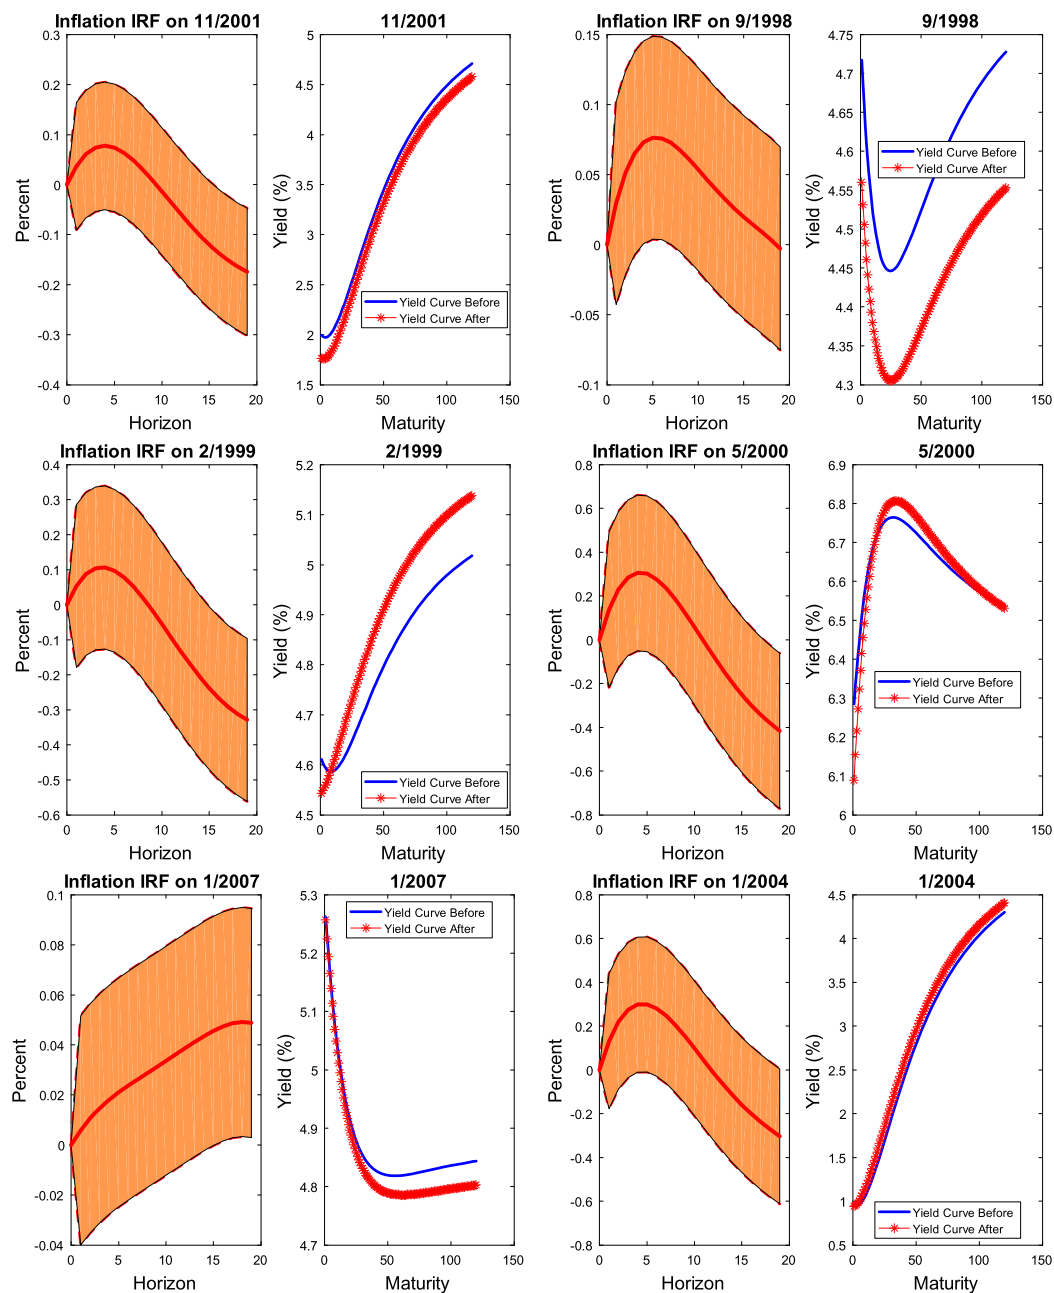 Inflation IRF on 11/2001
0.3
0.2
0.1
0
-0.1
-0.2
-0.3
-0.4
Percent
0 5 10 15 20
Horizon
11/2001
5
4.5
4
3.5
3
2.5
2
1.5
Yield (%)
Yield Curve Before
Yield Curve After
0 50 100 150
Maturity
Inflation IRF on 9/1998
0.15
0.1
0.05
0
-0.05
-0.1
Percent
0 5 10 15 20
Horizon
9/1998
4.75
4.7
4.65
4.6
4.55
4.5
4.45
4.4
4.35
4.3
Yield (%)
Yield Curve Before
Yield Curve After
0 50 100 150
Maturity
Inflation IRF on 2/1999
0.4
0.3
0.2
0.1
0
-0.1
-0.2
-0.3
-0.4
-0.5
-0.6
Percent
0 5 10 15 20
Horizon
2/1999
5.2
5.1
5
4.9
4.8
4.7
4.6
4.5
Yield (%)
Yield Curve Before
Yield Curve After
0 50 100 150
Maturity
Inflation IRF on 5/2000
0.8
0.6
0.4
0.2
0
-0.2
-0.4
-0.6
-0.8
Percent
0 5 10 15 20
Horizon
5/2000
6.9
6.8
6.7
6.6
6.5
6.4
6.3
6.2
6.1
6
Yield (%)
Yield Curve Before
Yield Curve After
0 50 100 150
Maturity
Inflation IRF on 1/2007
0.1
0.08
0.06
0.04
0.02
0
-0.02
-0.04
Percent
0 5 10 15 20
Horizon
1/2007
5.3
5.2
5.1
5
4.9
4.8
4.7
Yield (%)
Yield Curve Before
Yield Curve After
0 50 100 150
Maturity
Inflation IRF on 1/2004
0.8
0.6
0.4
0.2
0
-0.2
-0.4
-0.6
-0.8
Percent
0 5 10 15 20
Horizon
1/2004
4.5
4
3.5
3
2.5
2
1.5
1
0.5
Yield (%)
Yield Curve Before
Yield Curve After
0 50 100 150
Maturity